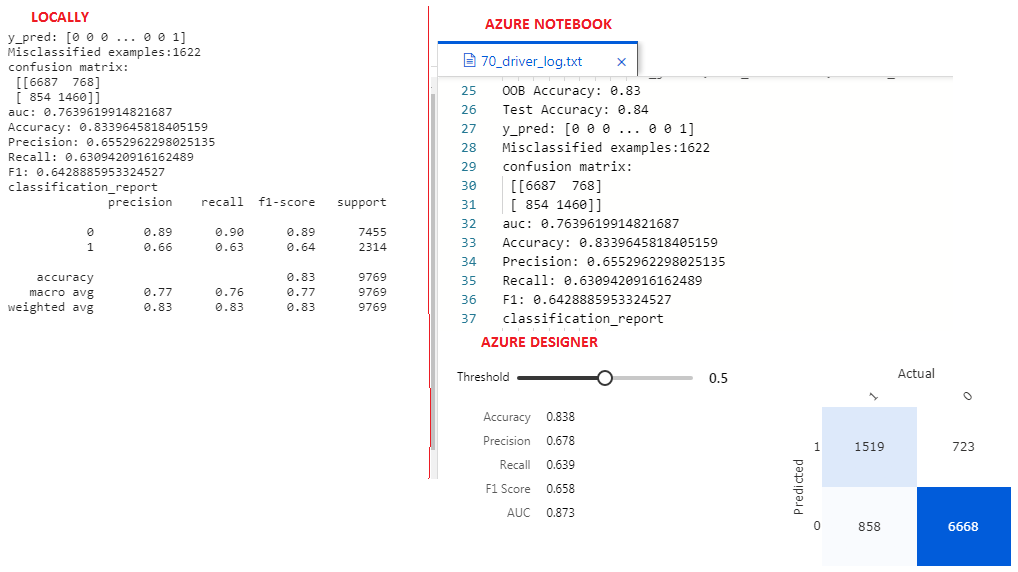 LOCALLY
y_pred: [0 0 0 ... 0 0 1]
Misclassified examples:1622
confusion matrix:
[[6687  768]
[ 854 1460]]
auc: 0.7639619914821687
Accuracy: 0.8339645818405159
Precision: 0.6552962298025135
Recall: 0.6309420916162489
F1: 0.6428885953324527
classification_report
precision recall f1-score support
0 0.89 0.90 0.89 7455
1 0.66 0.63 0.64 2314
accuracy 0.83 9769
macro avg 0.77 0.76 0.77 9769
weighted avg 0.83 0.83 0.83 9769
AZURE NOTEBOOK
70_driver_log.txt ×
25 OOB Accuracy: 0.83
26 Test Accuracy: 0.84
27 y_pred: [0 0 0 ... 0 0 1]
28 Misclassified examples:1622
29 confusion matrix:
30 [[6687  768]
31 [ 854 1460]]
32 auc: 0.7639619914821687
33 Accuracy: 0.8339645818405159
34 Precision: 0.6552962298025135
35 Recall: 0.6309420916162489
36 F1: 0.6428885953324527
37 classification_report
AZURE DESIGNER
Threshold 0.5
Accuracy 0.838
Precision 0.678
Recall 0.639
F1 Score 0.658
AUC 0.873
Actual
1 0
Predicted
1 1519 723
0 858 6668